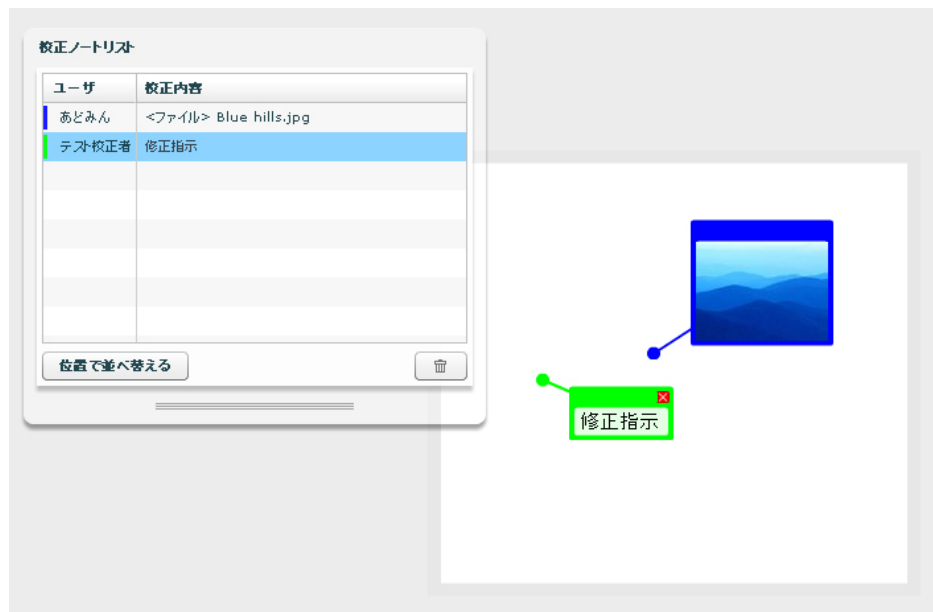 校正ノートリスト
ユーザ 校正内容
あどみん <ファイル> Blue hills.jpg
テスト校正者 修正指示
位置で並べ替える
修正指示